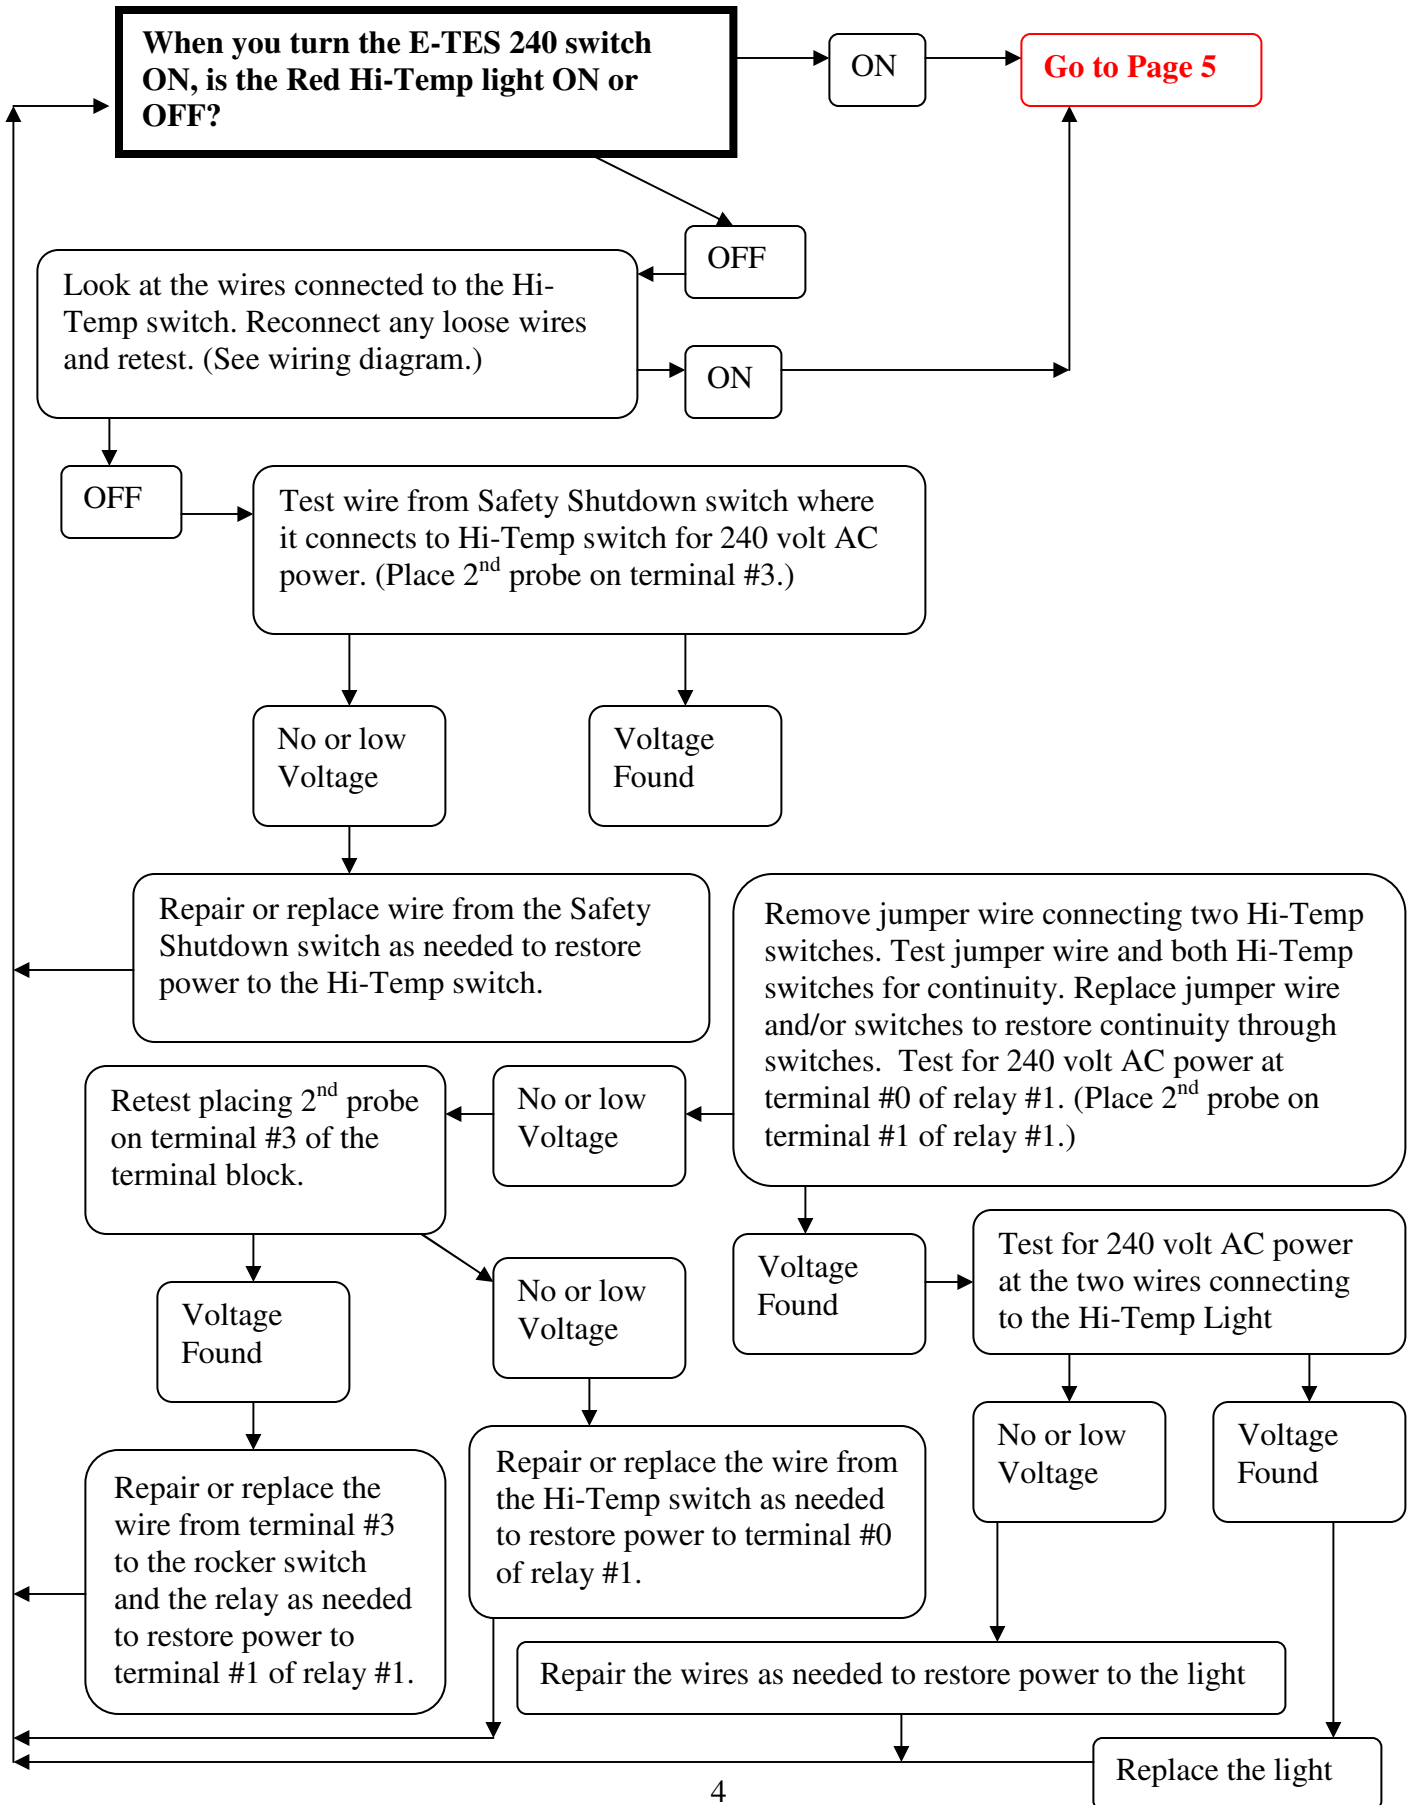 When you turn the E-TES 240 switch
ON, is the Red Hi-Temp light ON or
OFF?
ON
Go to Page 5
OFF
Look at the wires connected to the Hi-
Temp switch. Reconnect any loose wires
and retest. (See wiring diagram.)
ON
OFF
Test wire from Safety Shutdown switch where
it connects to Hi-Temp switch for 240 volt AC
power. (Place 2nd probe on terminal #3.)
No or low
Voltage
Voltage
Found
Repair or replace wire from the Safety
Shutdown switch as needed to restore
power to the Hi-Temp switch.
Remove jumper wire connecting two Hi-Temp
switches. Test jumper wire and both Hi-Temp
switches for continuity. Replace jumper wire
and/or switches to restore continuity through
switches.  Test for 240 volt AC power at
terminal #0 of relay #1. (Place 2nd probe on
terminal #1 of relay #1.)
No or low
Voltage
Retest placing 2nd probe
on terminal #3 of the
terminal block.
Voltage
Found
No or low
Voltage
Voltage
Found
Test for 240 volt AC power
at the two wires connecting
to the Hi-Temp Light
No or low
Voltage
Voltage
Found
Repair or replace the
wire from terminal #3
to the rocker switch
and the relay as needed
to restore power to
terminal #1 of relay #1.
Repair or replace the wire from
the Hi-Temp switch as needed
to restore power to terminal #0
of relay #1.
Repair the wires as needed to restore power to the light
Replace the light
4